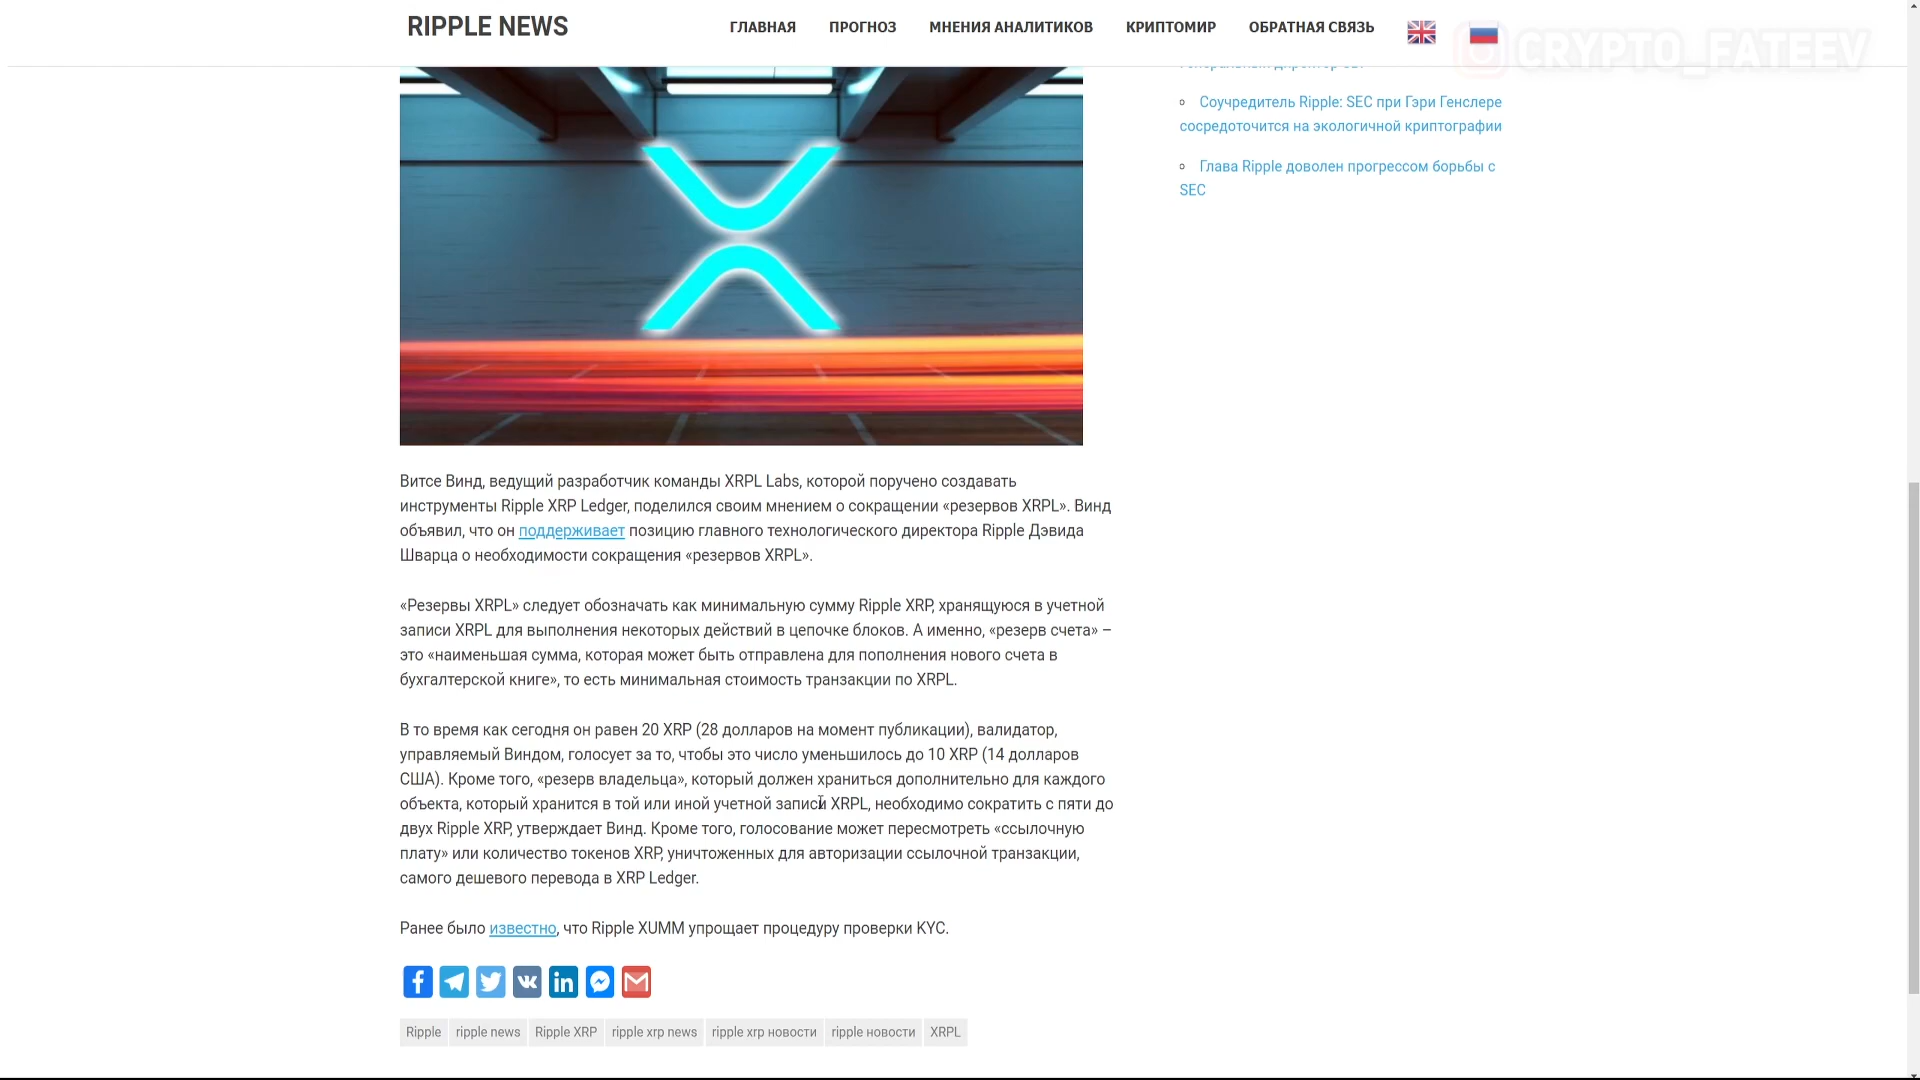 RIPPLE NEWS
ГЛАВНАЯ ПРОГНОЗ МНЕНИЯ АНАЛИТИКОВ КРИПТОМИР ОБРАТНАЯ СВЯЗЬ
CRYPTO_FATEEV
Соучредитель Ripple: SEC при Гэри Генслере
сосредоточится на экологичной криптографии
Глава Ripple доволен прогрессом борьбы с
SEC
Витсе Винд, ведущий разработчик команды XRPL Labs, которой поручено создавать
инструменты Ripple XRP Ledger, поделился своим мнением о сокращении «резервов XRPL». Винд
объявил, что он поддерживает позицию главного технологического директора Ripple Дэвида
Шварца о необходимости сокращения «резервов XRPL».
«Резервы XRPL» следует обозначать как минимальную сумму Ripple XRP, хранящуюся в учетной
записи XRPL для выполнения некоторых действий в цепочке блоков. А именно, «резерв счета» –
это «наименьшая сумма, которая может быть отправлена для пополнения нового счета в
бухгалтерской книге», то есть минимальная стоимость транзакции по XRPL.
В то время как сегодня он равен 20 XRP (28 долларов на момент публикации), валидатор,
управляемый Виндом, голосует за то, чтобы это число уменьшилось до 10 XRP (14 долларов
США). Кроме того, «резерв владельца», который должен храниться дополнительно для каждого
объекта, который хранится в той или иной учетной записи XRPL, необходимо сократить с пяти до
двух Ripple XRP, утверждает Винд. Кроме того, голосование может пересмотреть «ссылочную
плату» или количество токенов XRP, уничтоженных для авторизации ссылочной транзакции,
самого дешевого перевода в XRP Ledger.
Ранее было известно, что Ripple XUMM упрощает процедуру проверки KYC.
Ripple ripple news Ripple XRP ripple xrp news ripple xrp новости ripple новости XRPL